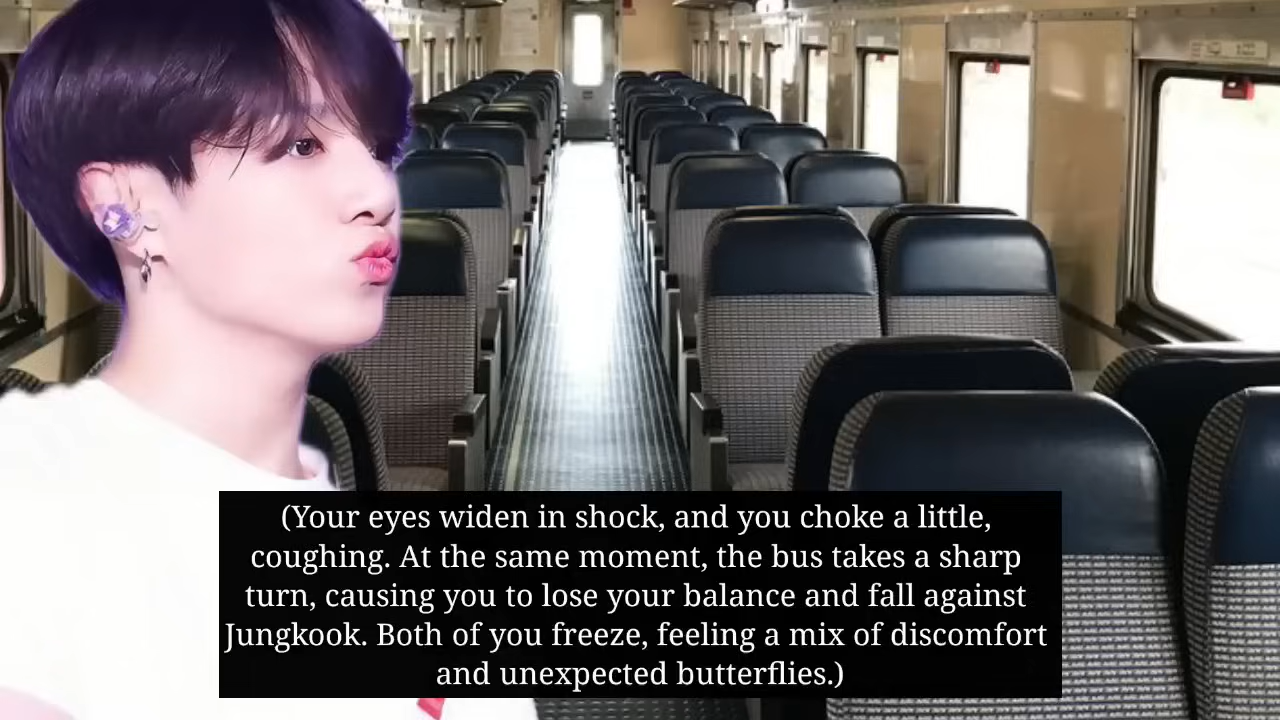 (Your eyes widen in shock, and you choke a little,
coughing. At the same moment, the bus takes a sharp
turn, causing you to lose your balance and fall against
Jungkook. Both of you freeze, feeling a mix of discomfort
and unexpected butterflies.)